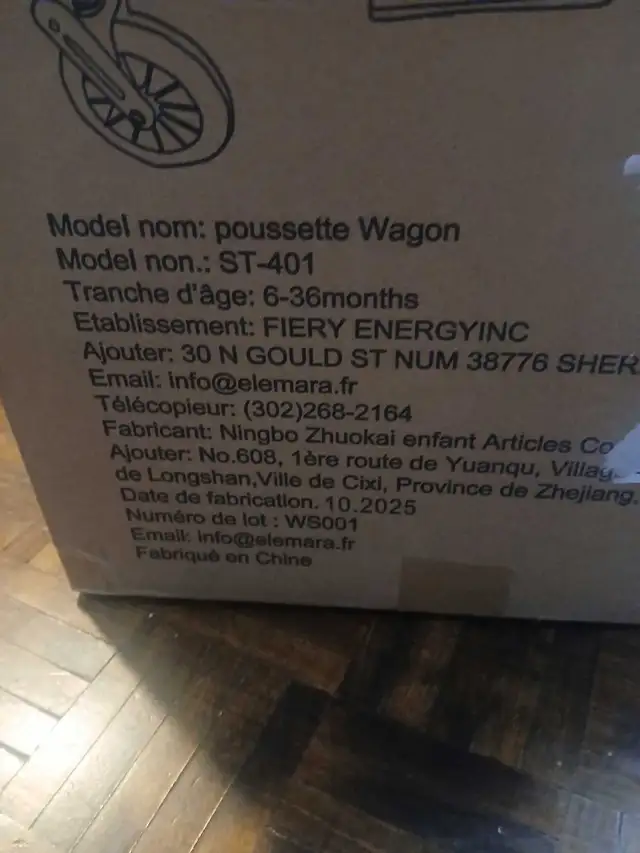 Model nom: poussette Wagon
Model non.: ST-401
Tranche d'âge: 6-36months
Etablissement: FIERY ENERGYINC
Ajouter: 30 N GOULD ST NUM 38776 SHER
Email: info@elemara.fr
Télécopieur: (302)268-2164
Fabricant: Ningbo Zhuokai enfant Articles Co
Ajouter: No.608, 1ère route de Yuanqu, Villag
de Longshan,Ville de Cixi, Province de Zhejiang,
Date de fabrication. 10.2025
Numéro de lot : WS001
Email: info@elemara.fr
Fabriqué en Chine